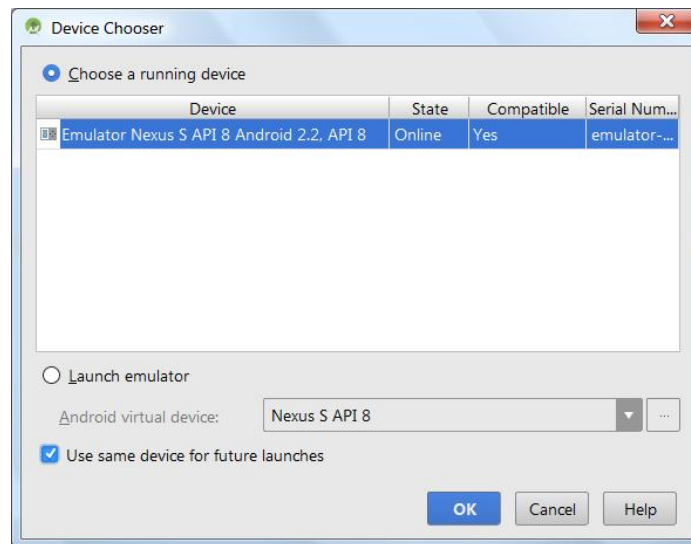 Device Chooser
Choose a running device
Device State Compatible Serial Num...
Emulator Nexus S API 8 Android 2.2, API 8 Online Yes emulator-...
Launch emulator
Android virtual device: Nexus S API 8 ...
Use same device for future launches
OK Cancel Help